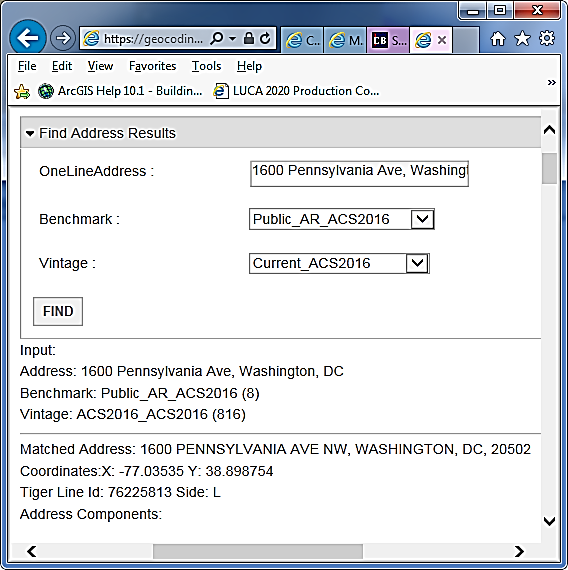 https://geocodin... C... M... CB S...
File Edit View Favorites Tools Help
ArcGIS Help 10.1 - Building... LUCA 2020 Production Co... »
Find Address Results
OneLineAddress : 1600 Pennsylvania Ave, Washingt
Benchmark : Public_AR_ACS2016
Vintage : Current_ACS2016
FIND
Input:
Address: 1600 Pennsylvania Ave, Washington, DC
Benchmark: Public_AR_ACS2016 (8)
Vintage: ACS2016_ACS2016 (816)
Matched Address: 1600 PENNSYLVANIA AVE NW, WASHINGTON, DC, 20502
Coordinates:X: -77.03535 Y: 38.898754
Tiger Line Id: 76225813 Side: L
Address Components: